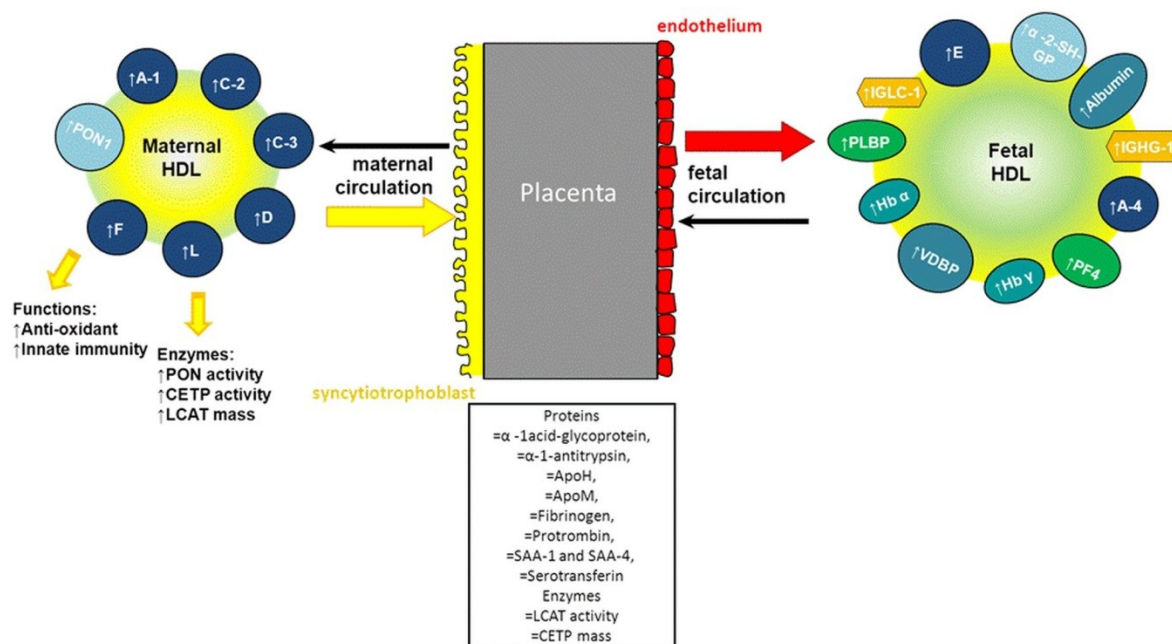 endothelium
↑A-1
↑C-2
↑PON1
Maternal
HDL
↑C-3
↑F
↑L
↑D
Functions:
↑Anti-oxidant
↑Innate immunity
Enzymes:
↑PON activity
↑CETP activity
↑LCAT mass
maternal
circulation
syncytiotrophoblast
Placenta
fetal
circulation
↑E
↑α -2-SH-
GP
↑Albumin
↑IGLC-1
↑PLBP
↑IGHG-1
Fetal
HDL
↑Hb α
↑A-4
↑VDBP
↑Hb γ
↑PF4
Proteins
=α -1acid-glycoprotein,
=α-1-antitrypsin,
=ApoH,
=ApoM,
=Fibrinogen,
=Protrombin,
=SAA-1 and SAA-4,
=Serotransferin
Enzymes
=LCAT activity
=CETP mass